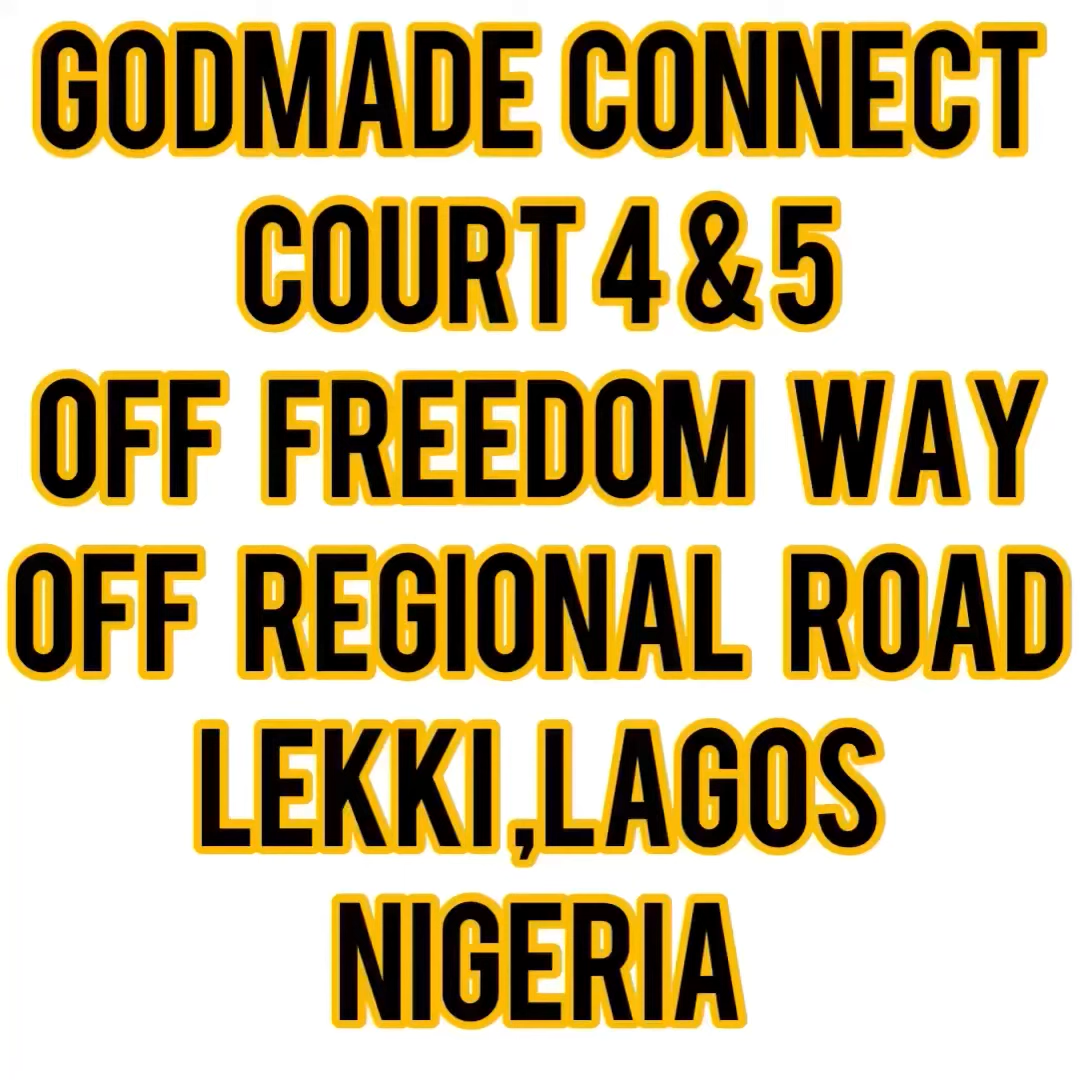 GODMADE CONNECT
COURT 4 & 5
OFF FREEDOM WAY
OFF REGIONAL ROAD
LEKKI ,LAGOS
NIGERIA